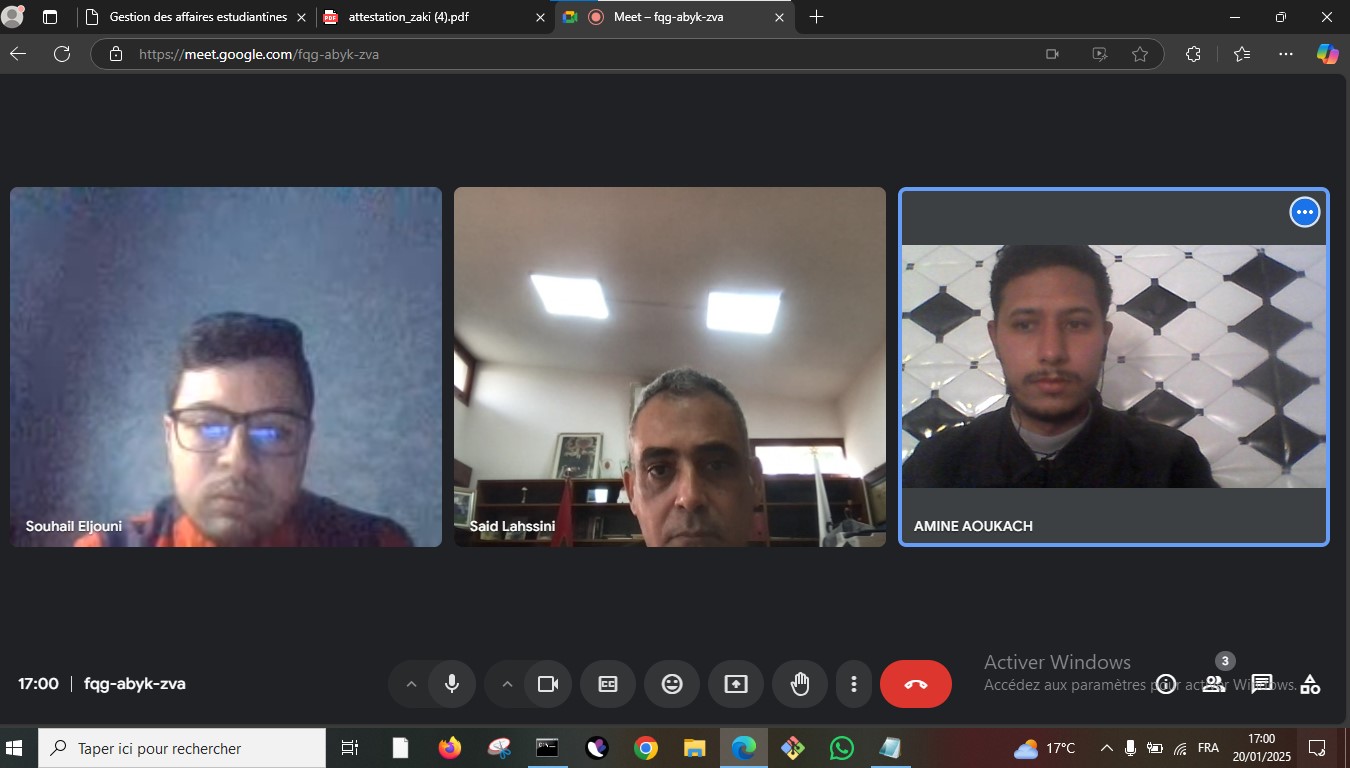 Gestion des affaires estudiantines
PDF
attestation_zaki (4).pdf
Meet – fqg-abyk-zva
https://meet.google.com/fqg-abyk-zva
Souhail Eljouni
Said Lahssini
AMINE AOUKACH
17:00 | fqg-abyk-zva
CC
Activer Windows
Accédez aux paramètres pour activer Windows.
3
Taper ici pour rechercher
17°C
FRA
17:00
20/01/2025